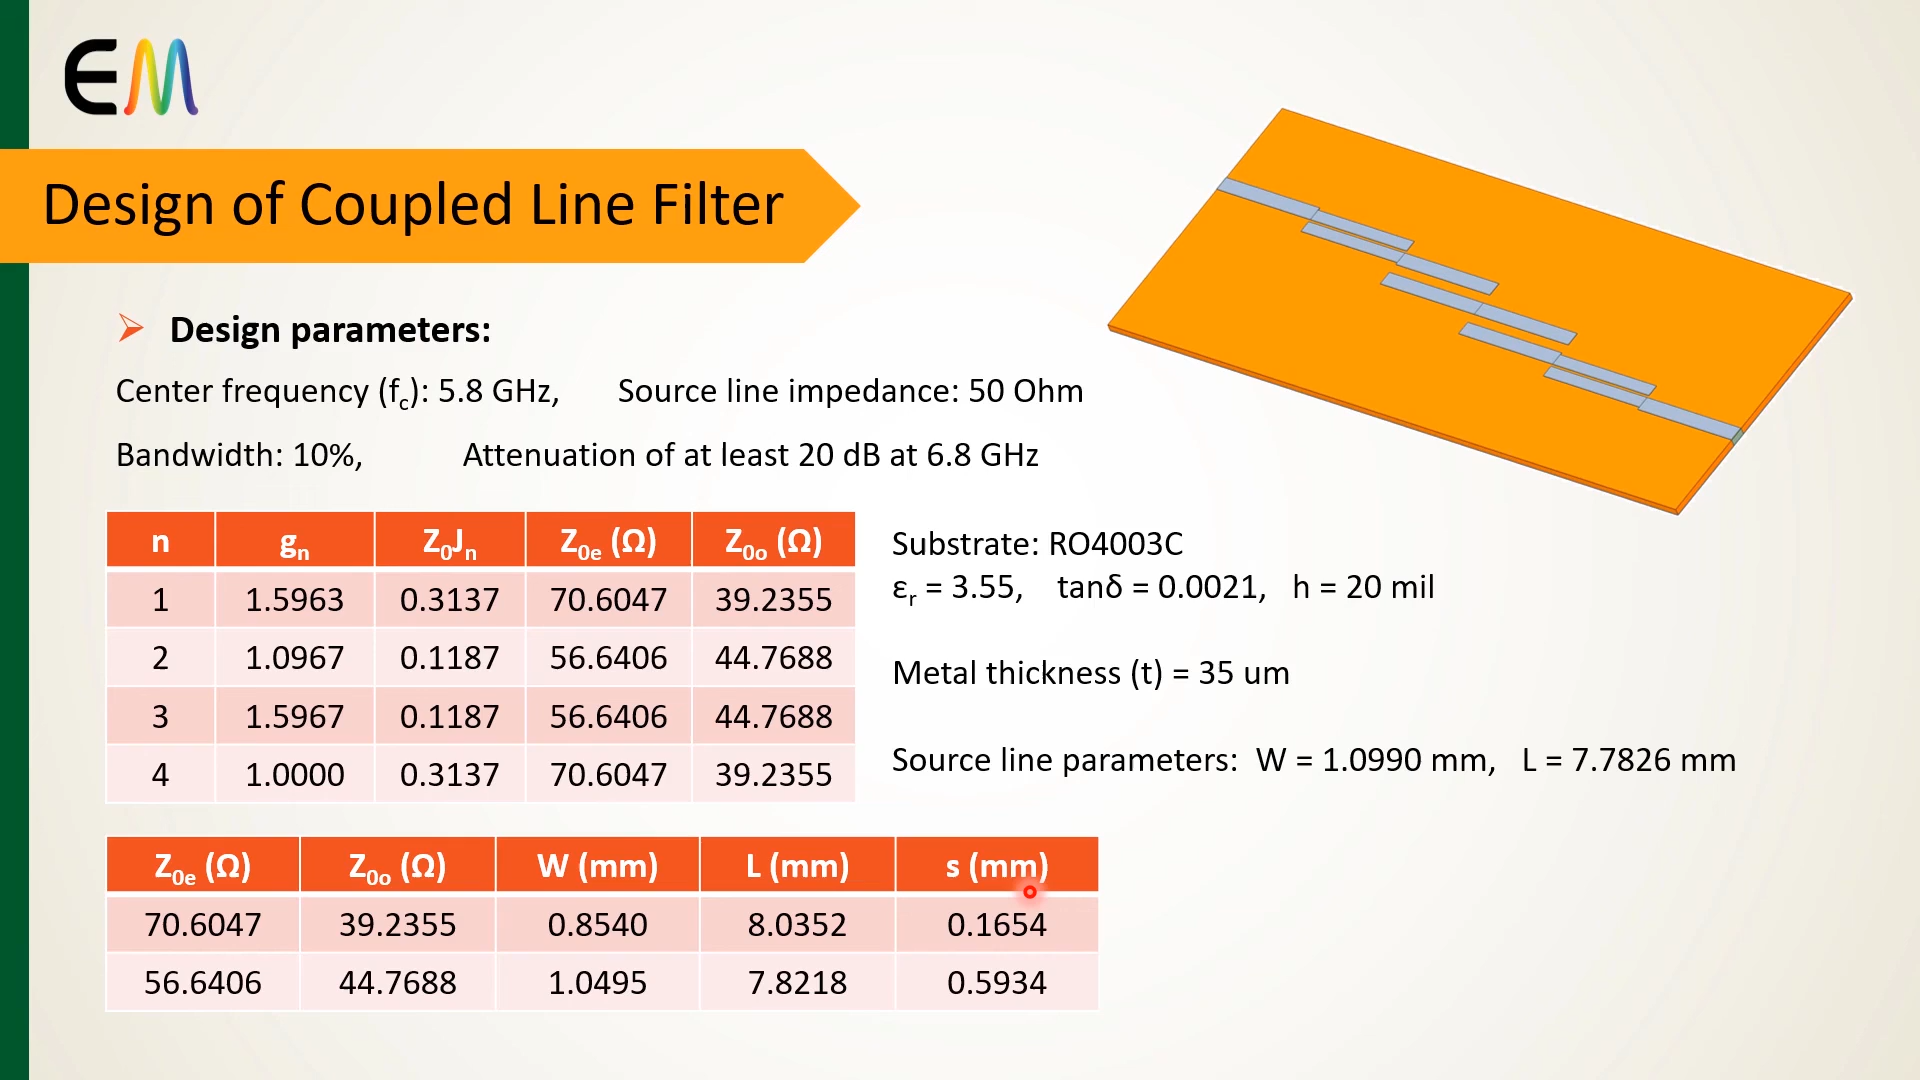 EM
Design of Coupled Line Filter
Design parameters:
Center frequency (fc): 5.8 GHz, Source line impedance: 50 Ohm
Bandwidth: 10%, Attenuation of at least 20 dB at 6.8 GHz
n gn Z0Jn Z0e (Ω) Z0o (Ω)
1 1.5963 0.3137 70.6047 39.2355
2 1.0967 0.1187 56.6406 44.7688
3 1.5967 0.1187 56.6406 44.7688
4 1.0000 0.3137 70.6047 39.2355
Substrate: RO4003C
εr = 3.55, tanδ = 0.0021, h = 20 mil
Metal thickness (t) = 35 um
Source line parameters: W = 1.0990 mm, L = 7.7826 mm
Z0e (Ω) Z0o (Ω) W (mm) L (mm) s (mm)
70.6047 39.2355 0.8540 8.0352 0.1654
56.6406 44.7688 1.0495 7.8218 0.5934